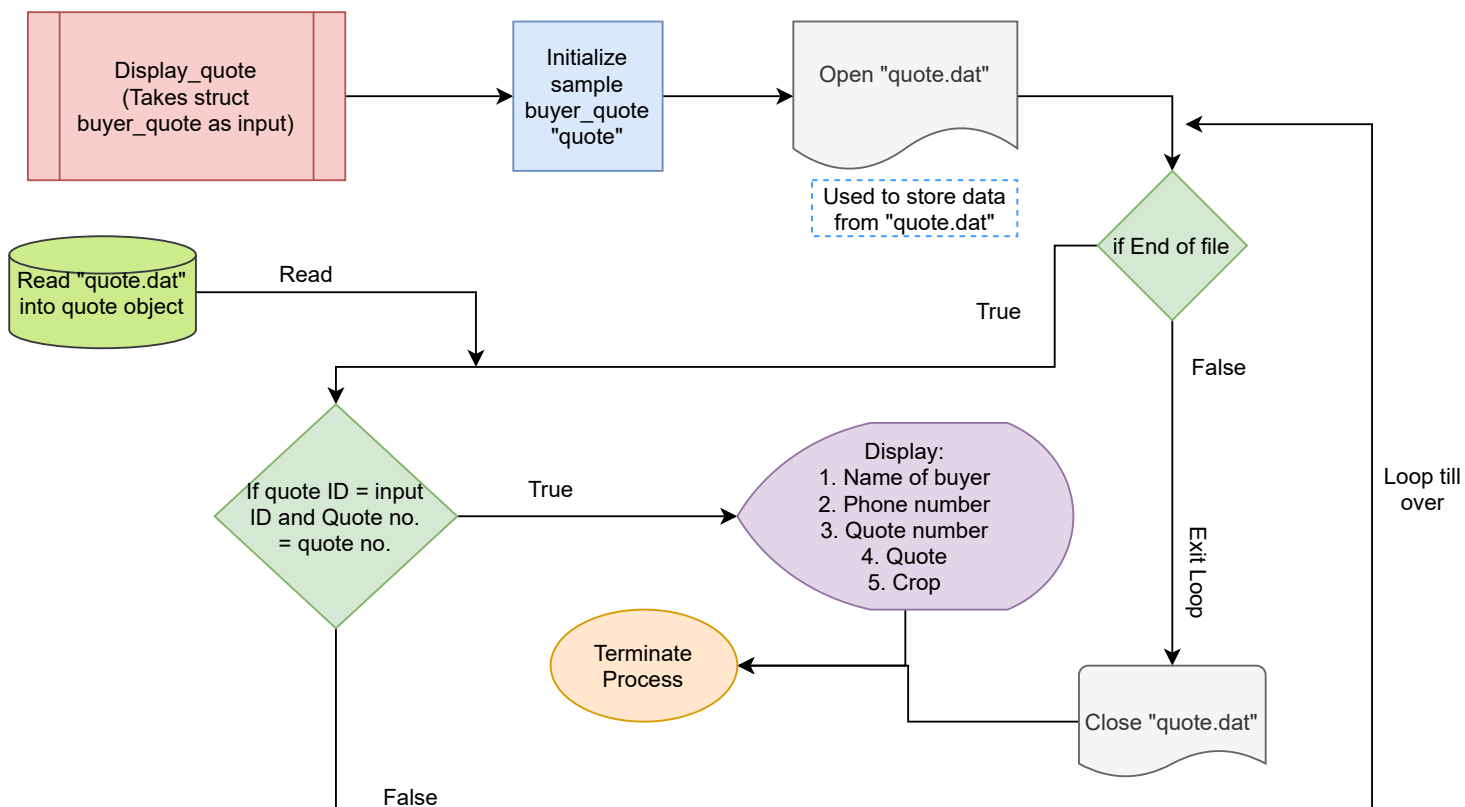 Display_quote
(Takes struct
buyer_quote as input)
Initialize
sample
buyer_quote
"quote"
Open "quote.dat"
Used to store data
from "quote.dat"
if End of file
Read "quote.dat"
into quote object
Read
True
False
If quote ID = input
ID and Quote no.
= quote no.
True
Display:
1. Name of buyer
2. Phone number
3. Quote number
4. Quote
5. Crop
Loop till
over
Exit Loop
Terminate
Process
Close "quote.dat"
False